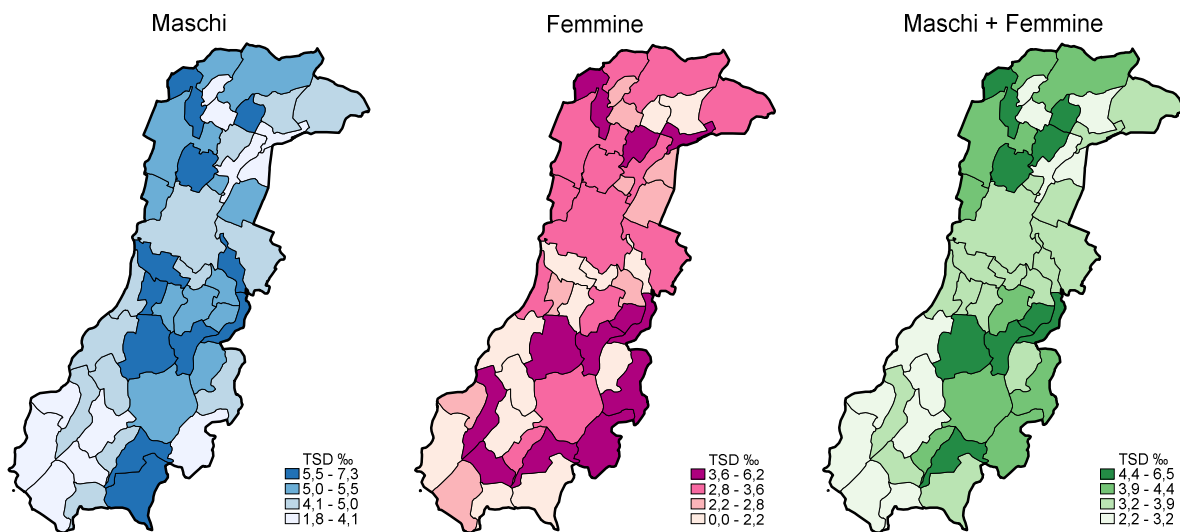 Maschi
Femmine
Maschi + Femmine
TSD ‰
5,5 - 7,3
5,0 - 5,5
4,1 - 5,0
1,8 - 4,1
TSD ‰
3,6 - 6,2
2,8 - 3,6
2,2 - 2,8
0,0 - 2,2
TSD ‰
4,4 - 6,5
3,9 - 4,4
3,2 - 3,9
2,2 - 3,2